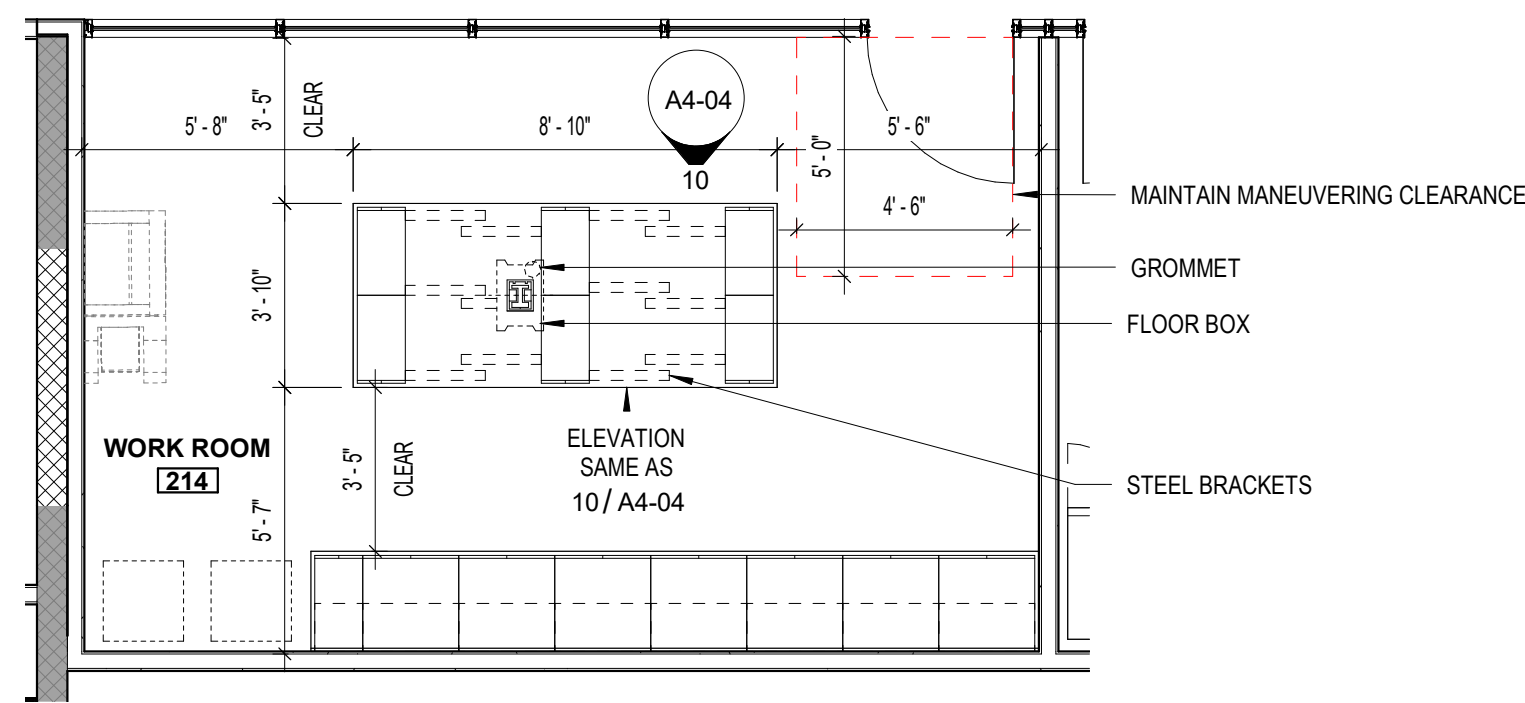 A4-04
10
5' - 8"
3' - 5"
CLEAR
8' - 10"
5' - 6"
5' - 0"
4' - 6"
MAINTAIN MANEUVERING CLEARANCE
GROMMET
FLOOR BOX
3' - 10"
WORK ROOM
214
5' - 7"
3' - 5"
CLEAR
ELEVATION
SAME AS
10 / A4-04
STEEL BRACKETS